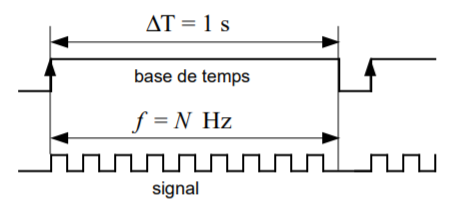 ΔT = 1 s
base de temps
f = N Hz
signal